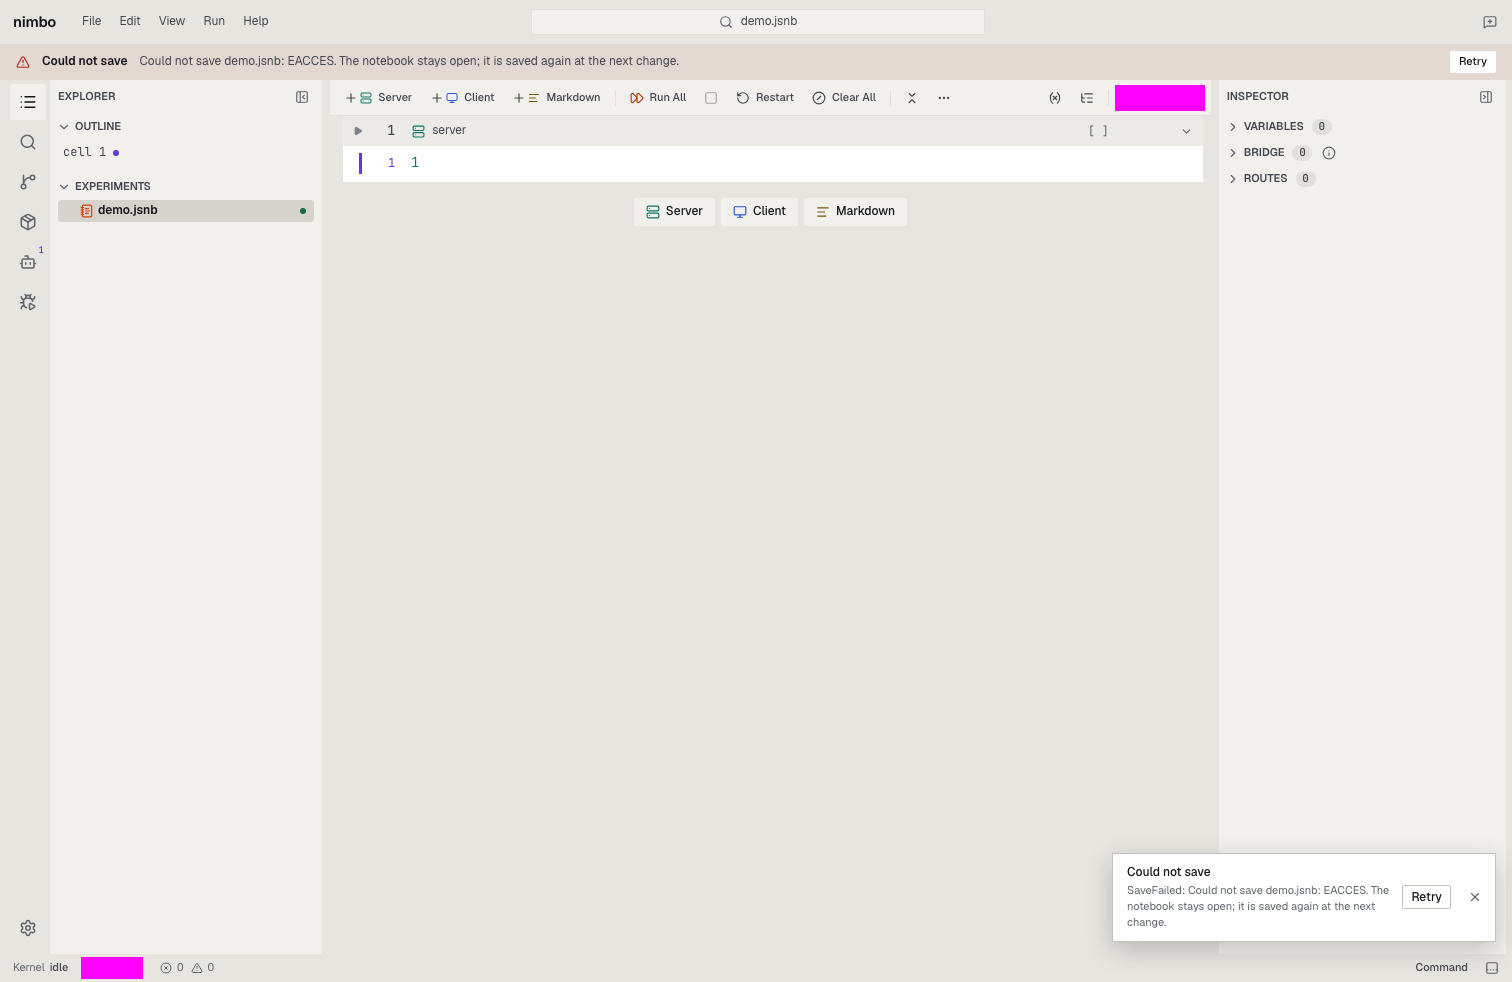 nimbo File Edit View Run Help demo.jsnb
Could not save Could not save demo.jsnb: EACCES. The notebook stays open; it is saved again at the next change. Retry
EXPLORER
OUTLINE
cell 1
EXPERIMENTS
demo.jsnb
1
Server Client Markdown Run All Restart Clear All
1 server [ ]
1 1
Server Client Markdown
INSPECTOR
VARIABLES 0
BRIDGE 0
ROUTES 0
Could not save
SaveFailed: Could not save demo.jsnb: EACCES. The
notebook stays open; it is saved again at the next
change.
Retry
Kernel idle 0 0 Command